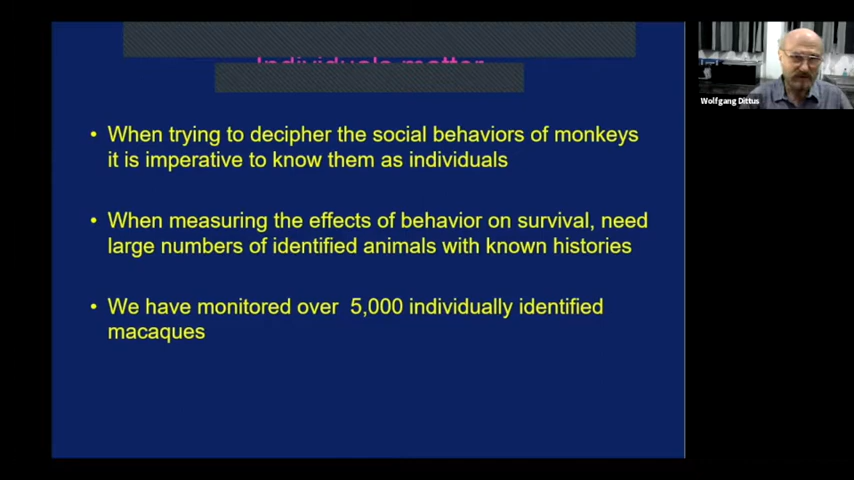 Individuals matter
• When trying to decipher the social behaviors of monkeys
it is imperative to know them as individuals
• When measuring the effects of behavior on survival, need
large numbers of identified animals with known histories
• We have monitored over 5,000 individually identified
macaques
Wolfgang Dittus